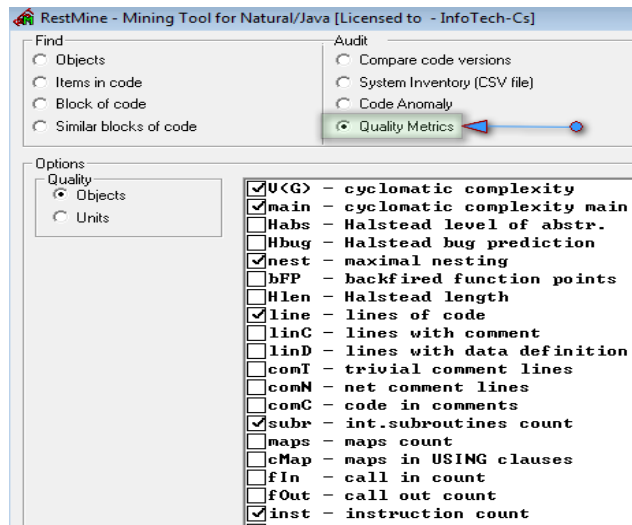 RestMine - Mining Tool for Natural/Java [Licensed to - InfoTech-Cs]
Find
Objects
Items in code
Block of code
Similar blocks of code
Audit
Compare code versions
System Inventory (CSV file)
Code Anomaly
Quality Metrics
Options
Quality
Objects
Units
V(G) - cyclomatic complexity
main - cyclomatic complexity main
Habs - Halstead level of abstr.
Hbug - Halstead bug prediction
nest - maximal nesting
bFP - backfired function points
Hlen - Halstead length
line - lines of code
linC - lines with comment
linD - lines with data definition
comT - trivial comment lines
comN - net comment lines
comC - code in comments
subr - int.subroutines count
maps - maps count
cMap - maps in USING clauses
fIn - call in count
fOut - call out count
inst - instruction count